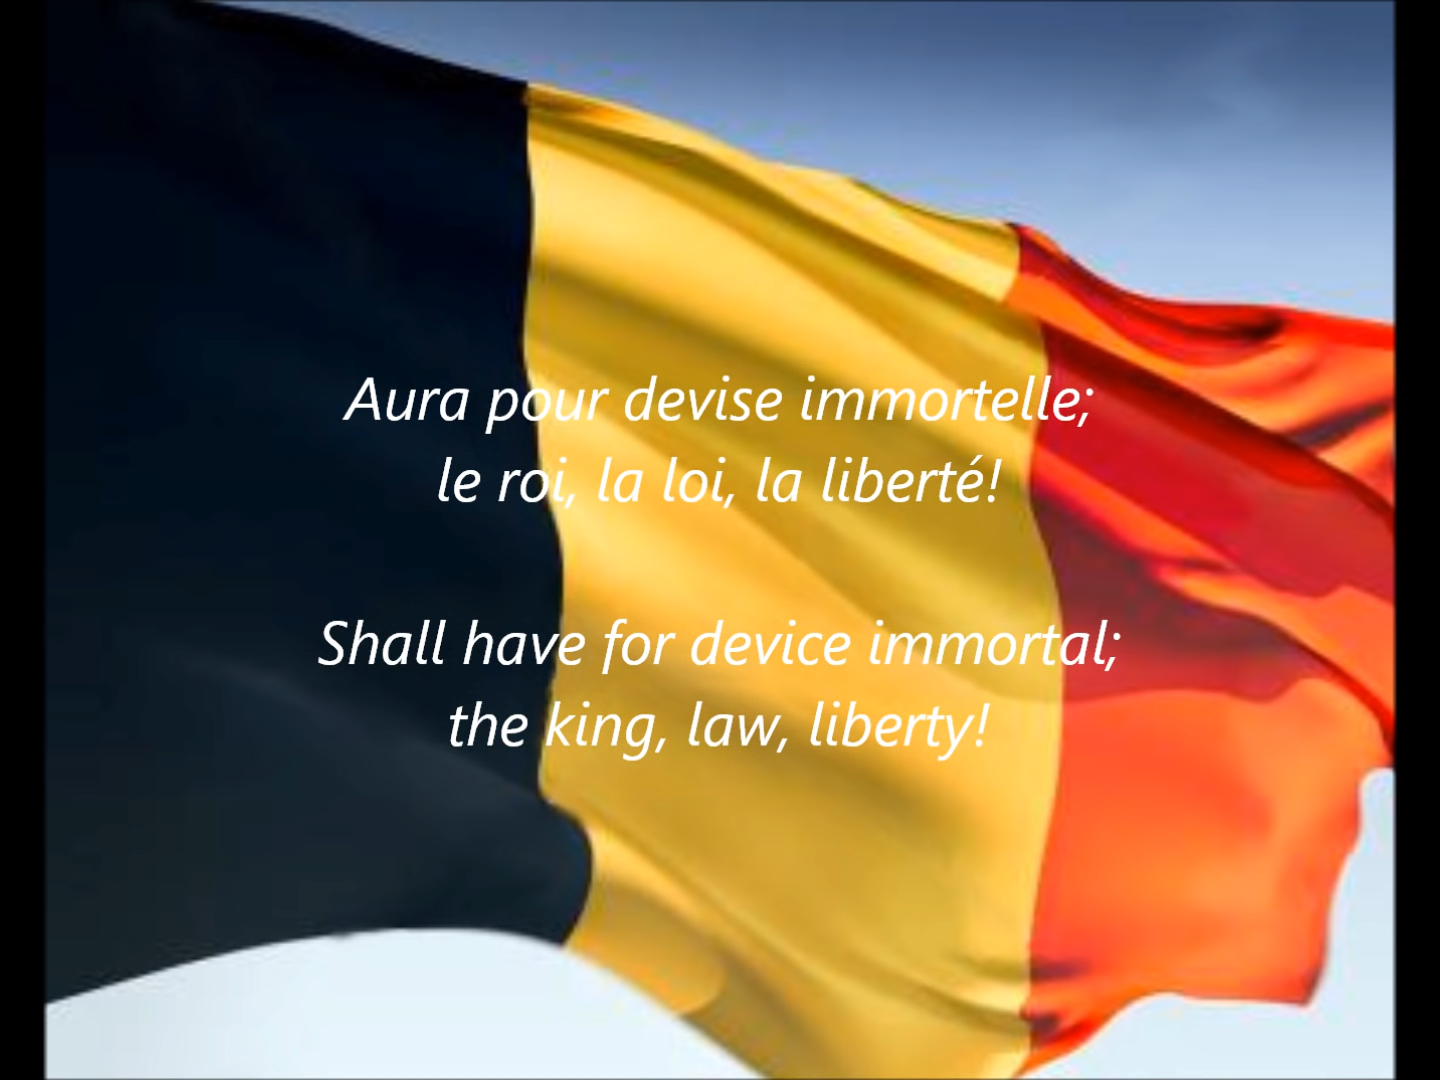 Aura pour devise immortelle;
le roi, la loi, la liberté!
Shall have for device immortal;
the king, law, liberty!